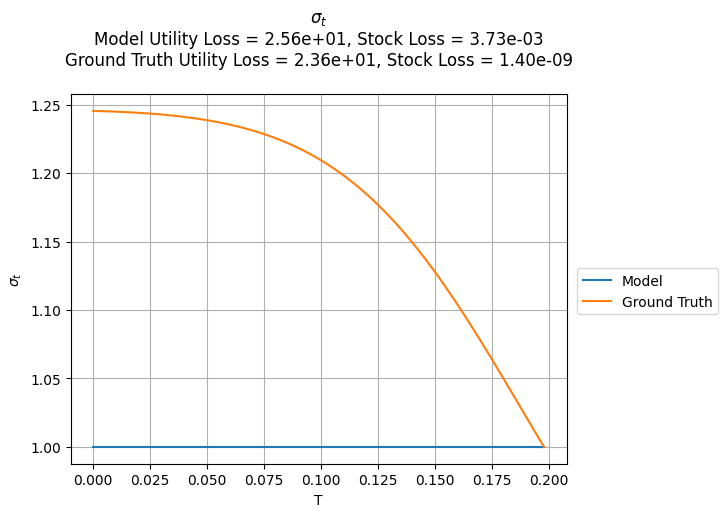 σt
Model Utility Loss = 2.56e+01, Stock Loss = 3.73e-03
Ground Truth Utility Loss = 2.36e+01, Stock Loss = 1.40e-09
1.25
1.20
1.15
1.10
1.05
1.00
σt
0.000 0.025 0.050 0.075 0.100 0.125 0.150 0.175 0.200
T
Model
Ground Truth